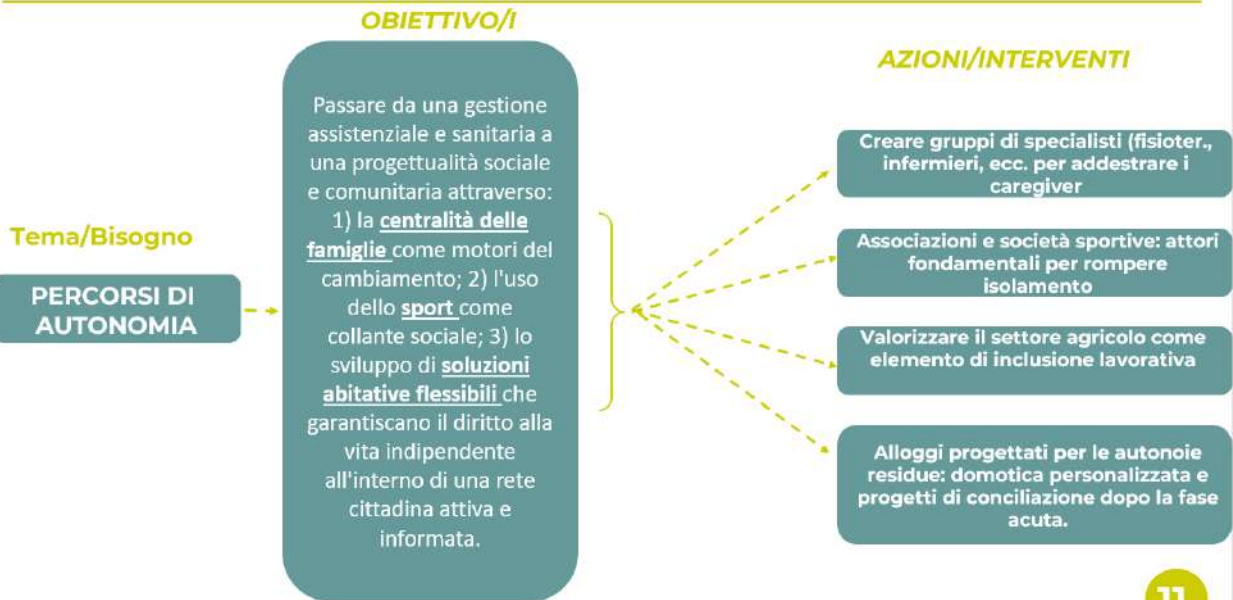 OBIETTIVO/I
AZIONI/INTERVENTI
Tema/Bisogno
PERCORSI DI
AUTONOMIA
Passare da una gestione
assistenziale e sanitaria a
una progettualità sociale
e comunitaria attraverso:
1) la centralità delle
famiglie come motori del
cambiamento; 2) l'uso
dello sport come
collante sociale; 3) lo
sviluppo di soluzioni
abitative flessibili che
garantiscano il diritto alla
vita indipendente
all'interno di una rete
cittadina attiva e
informata.
Creare gruppi di specialisti (fisioter.,
infermieri, ecc. per addestrare i
caregiver
Associazioni e società sportive: attori
fondamentali per rompere
isolamento
Valorizzare il settore agricolo come
elemento di inclusione lavorativa
Alloggi progettati per le autonoie
residue: domotica personalizzata e
progetti di conciliazione dopo la fase
acuta.
11